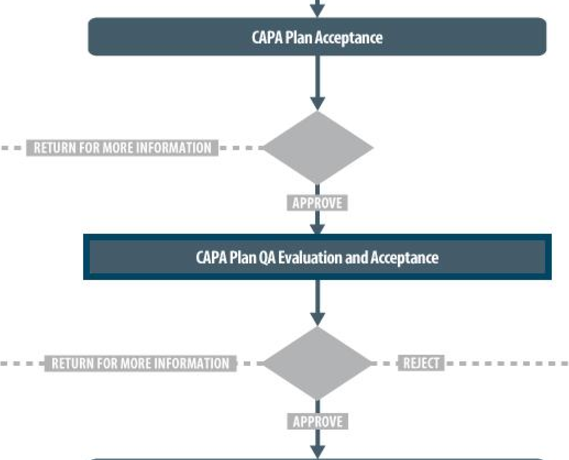 CAPA Plan Acceptance
RETURN FOR MORE INFORMATION
APPROVE
CAPA Plan QA Evaluation and Acceptance
RETURN FOR MORE INFORMATION
REJECT
APPROVE